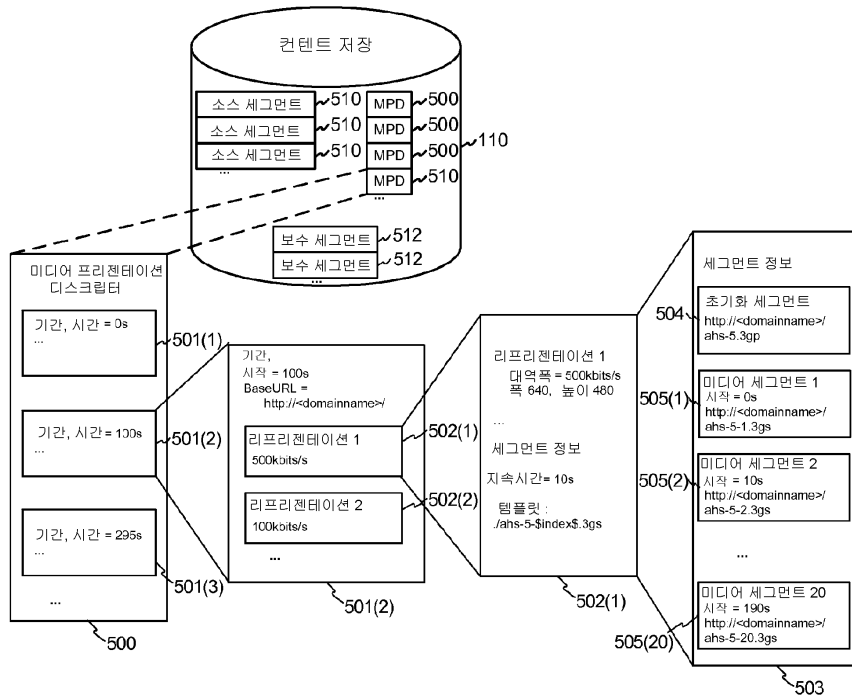 컨텐트 저장
소스 세그먼트
510
소스 세그먼트
510
소스 세그먼트
510
...
MPD
500
MPD
500
MPD
500
MPD
510
...
110
보수 세그먼트
512
보수 세그먼트
512
...
미디어 프리젠테이션
디스크립터
기간, 시간 = 0s
...
501(1)
기간, 시간= 100s
...
501(2)
기간, 시간 = 295s
...
501(3)
...
500
기간,
시작 = 100s
BaseURL =
http://<domainname>/
리프리젠테이션 1
500kbits/s
502(1)
리프리젠테이션 2
100kbits/s
502(2)
...
501(2)
리프리젠테이션 1
대역폭 = 500kbits/s
폭 640, 높이 480
...
세그먼트 정보
지속시간= 10s
템플릿 :
./ahs-5-$index$.3gs
502(1)
세그먼트 정보
504
초기화 세그먼트
http://<domainname>/
ahs-5.3gp
505(1)
미디어 세그먼트 1
시작 = 0s
http://<domainname>/
ahs-5-1.3gs
505(2)
미디어 세그먼트 2
시작 = 10s
http://<domainname>/
ahs-5-2.3gs
...
505(20)
미디어 세그먼트 20
시작 = 190s
http://<domainname>/
ahs-5-20.3gs
503